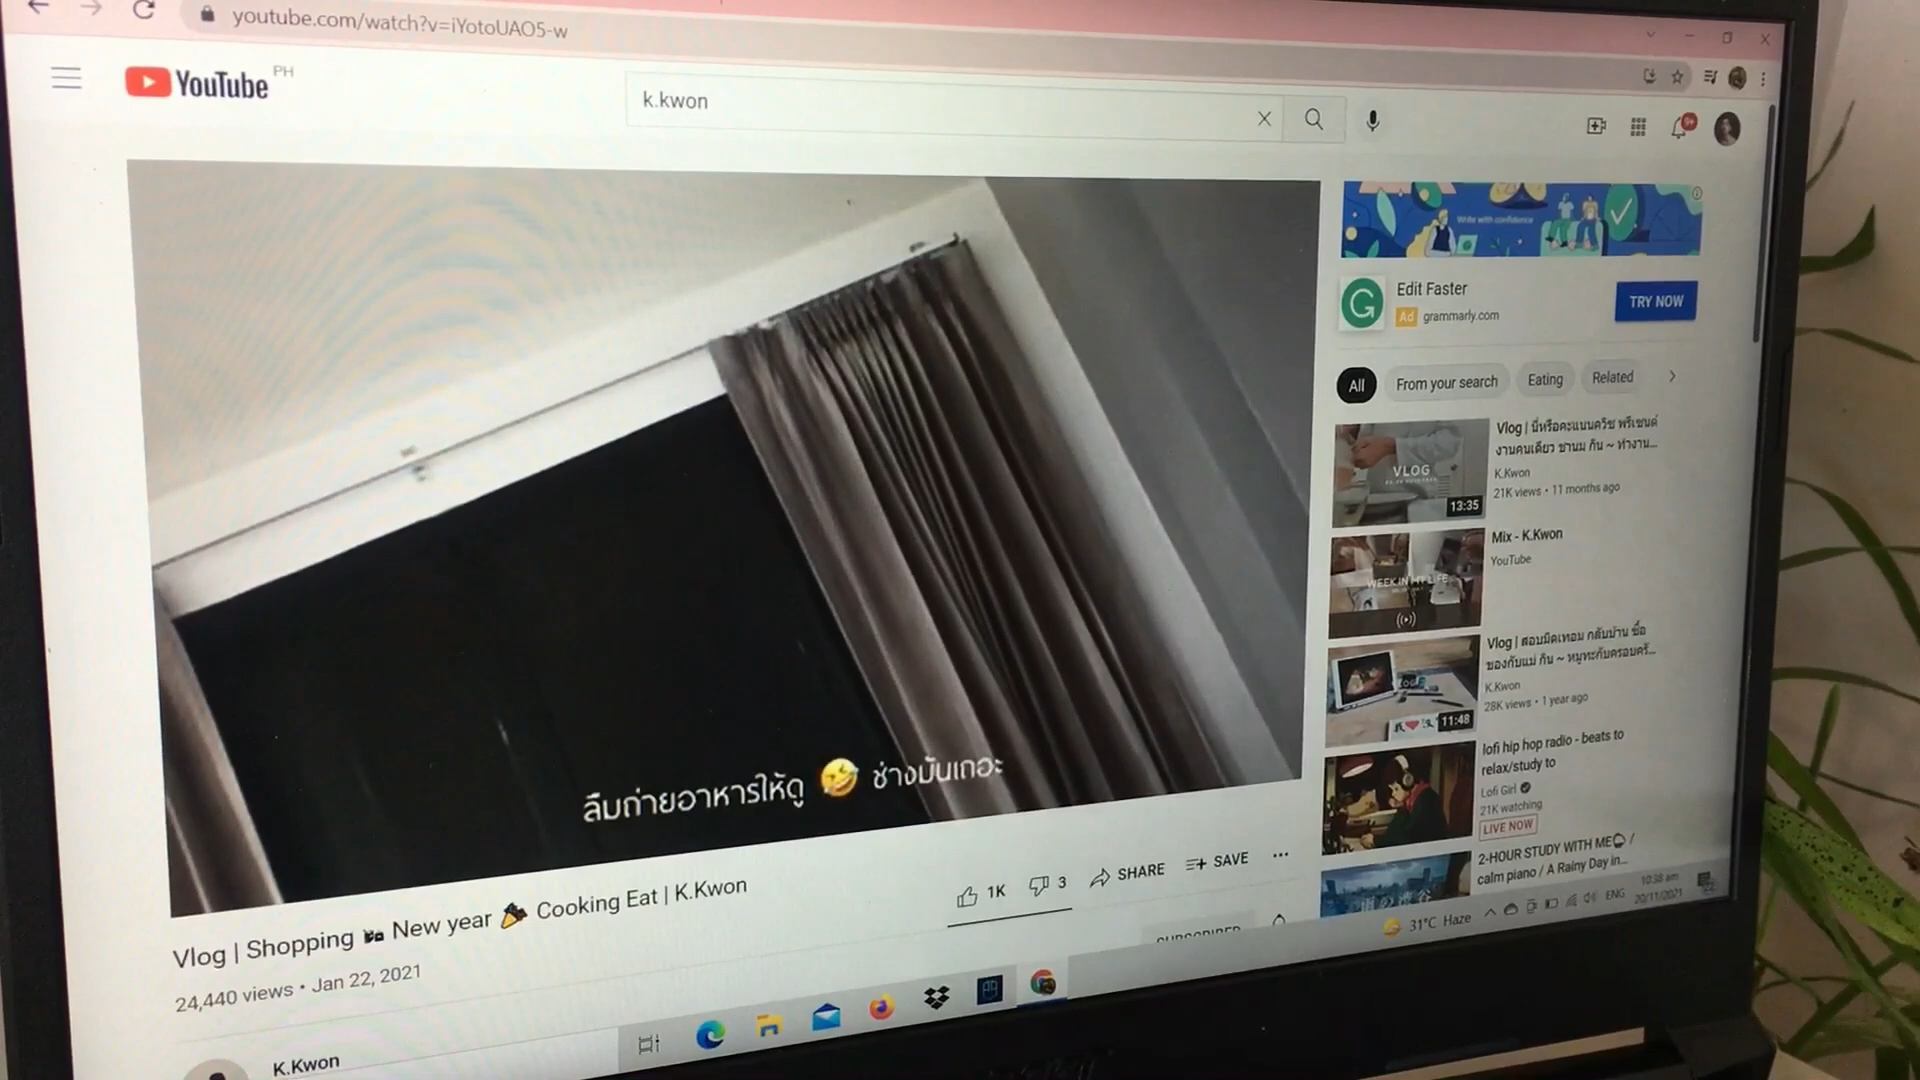 youtube.com/watch?v=iYotoUAO5-w
YouTube PH
k.kwon
9+
Write with confidence
Edit Faster
Ad grammarly.com
TRY NOW
All From your search Eating Related
ลืมถ่ายอาหารให้ดู 🤣 ช่างมันเถอะ
Vlog | Shopping 🛍 New year 🎉 Cooking Eat | K.Kwon
24,440 views • Jan 22, 2021
1K 3 SHARE SAVE
SUBSCRIBED
K.Kwon
VLOG
13:35
Vlog | นี่หรือคะแนนควิซ พรีเซนต์
งานคนเดียว ชานม กิน ~ ทำงาน...
K.Kwon
21K views • 11 months ago
WEEK IN MY LIFE
Mix - K.Kwon
YouTube
11:48
Vlog | สอบมิดเทอม กลับบ้าน ซื้อ
ของกับแม่ กิน ~ หมูกะทะกับครอบครั...
K.Kwon
28K views • 1 year ago
lofi hip hop radio - beats to
relax/study to
Lofi Girl
21K watching
LIVE NOW
2-HOUR STUDY WITH ME /
calm piano / A Rainy Day in...
31°C Haze
ENG
10:38 am
20/11/2021